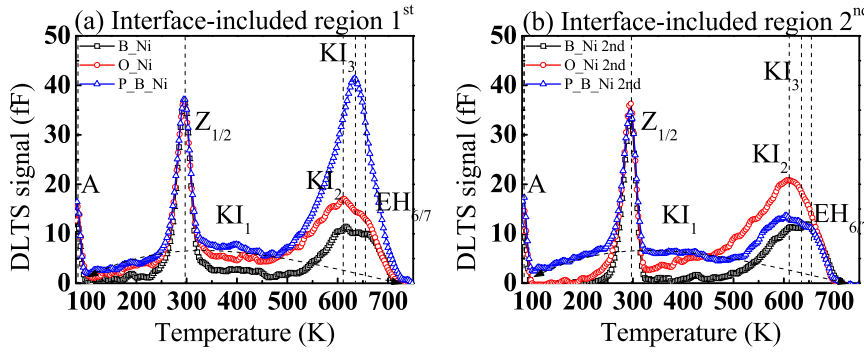 (a) Interface-included region 1st
50
40
30
20
10
0
DLTS signal (fF)
B_Ni
O_Ni
P_B_Ni
A
Z1/2
KI1
KI2
KI3
EH6/7
100 200 300 400 500 600 700
Temperature (K)
(b) Interface-included region 2nd
50
40
30
20
10
0
DLTS signal (fF)
B_Ni 2nd
O_Ni 2nd
P_B_Ni 2nd
A
Z1/2
KI1
KI2
KI3
EH6/
100 200 300 400 500 600 700
Temperature (K)